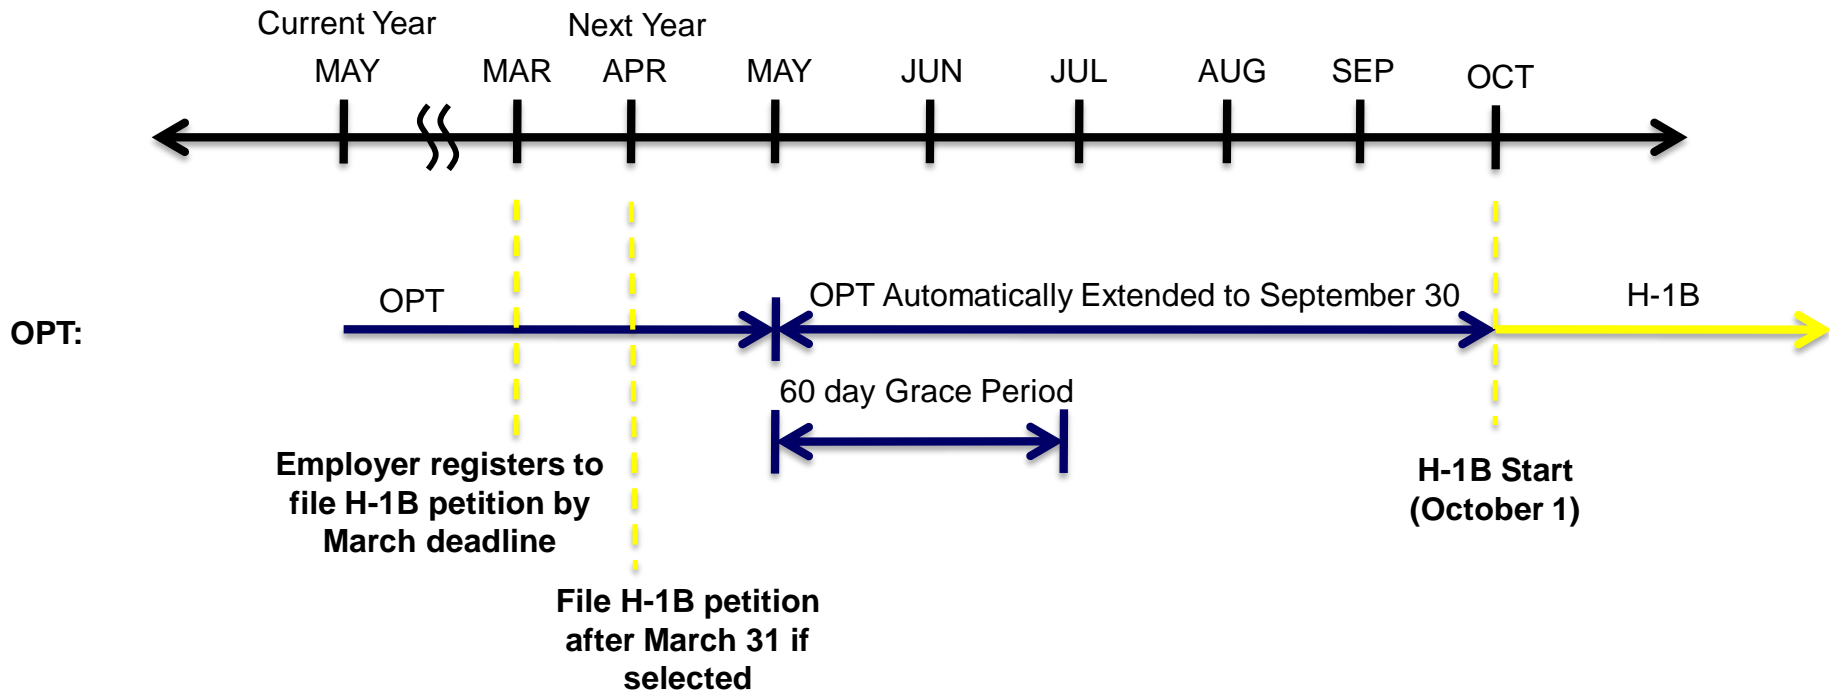 Current Year
Next Year
MAY
MAR
APR
MAY
JUN
JUL
AUG
SEP
OCT
OPT
OPT Automatically Extended to September 30
H-1B
OPT:
60 day Grace Period
Employer registers to
file H-1B petition by
March deadline
H-1B Start
(October 1)
File H-1B petition
after March 31 if
selected